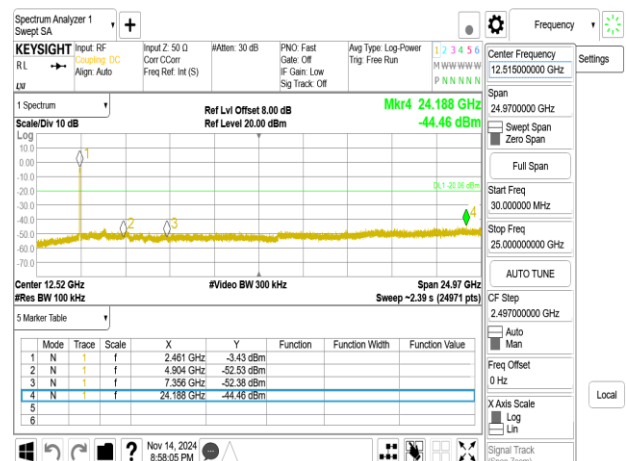 Spectrum Analyzer 1
Swept SA
Frequency
KEYSIGHT
RL
LXI
Input: RF
Coupling: DC
Align: Auto
Input Z: 50 Ω
Corr CCorr
Freq Ref: Int (S)
#Atten: 30 dB
PNO: Fast
Gate: Off
IF Gain: Low
Sig Track: Off
Avg Type: Log-Power
Trig: Free Run
1 2 3 4 5 6
M W W W W W
P N N N N N
1 Spectrum
Scale/Div 10 dB
Ref Lvl Offset 8.00 dB
Ref Level 20.00 dBm
Mkr4 24.188 GHz
-44.46 dBm
Log
10.0
0.00
-10.0
-20.0
-30.0
-40.0
-50.0
-60.0
-70.0
1
2
3
4
Center 12.52 GHz
#Res BW 100 kHz
#Video BW 300 kHz
Span 24.97 GHz
Sweep ~2.39 s (24971 pts)
5 Marker Table
Mode Trace Scale X Y Function Function Width Function Value
1 N 1 f 2.461 GHz -3.43 dBm
2 N 1 f 4.904 GHz -52.53 dBm
3 N 1 f 7.356 GHz -52.38 dBm
4 N 1 f 24.188 GHz -44.46 dBm
5
6
?
Nov 14, 2024
8:58:05 PM
Center Frequency
12.515000000 GHz
Span
24.9700000 GHz
Swept Span
Zero Span
Full Span
Start Freq
30.000000 MHz
Stop Freq
25.000000000 GHz
AUTO TUNE
CF Step
2.497000000 GHz
Auto
Man
Freq Offset
0 Hz
X Axis Scale
Log
Lin
Signal Track
Settings
Local